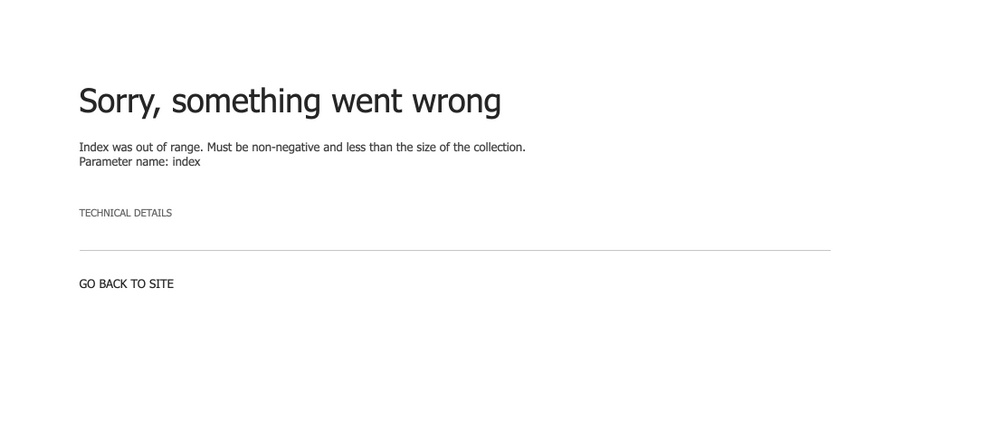 Sorry, something went wrong
Index was out of range. Must be non-negative and less than the size of the collection.
Parameter name: index
TECHNICAL DETAILS
GO BACK TO SITE